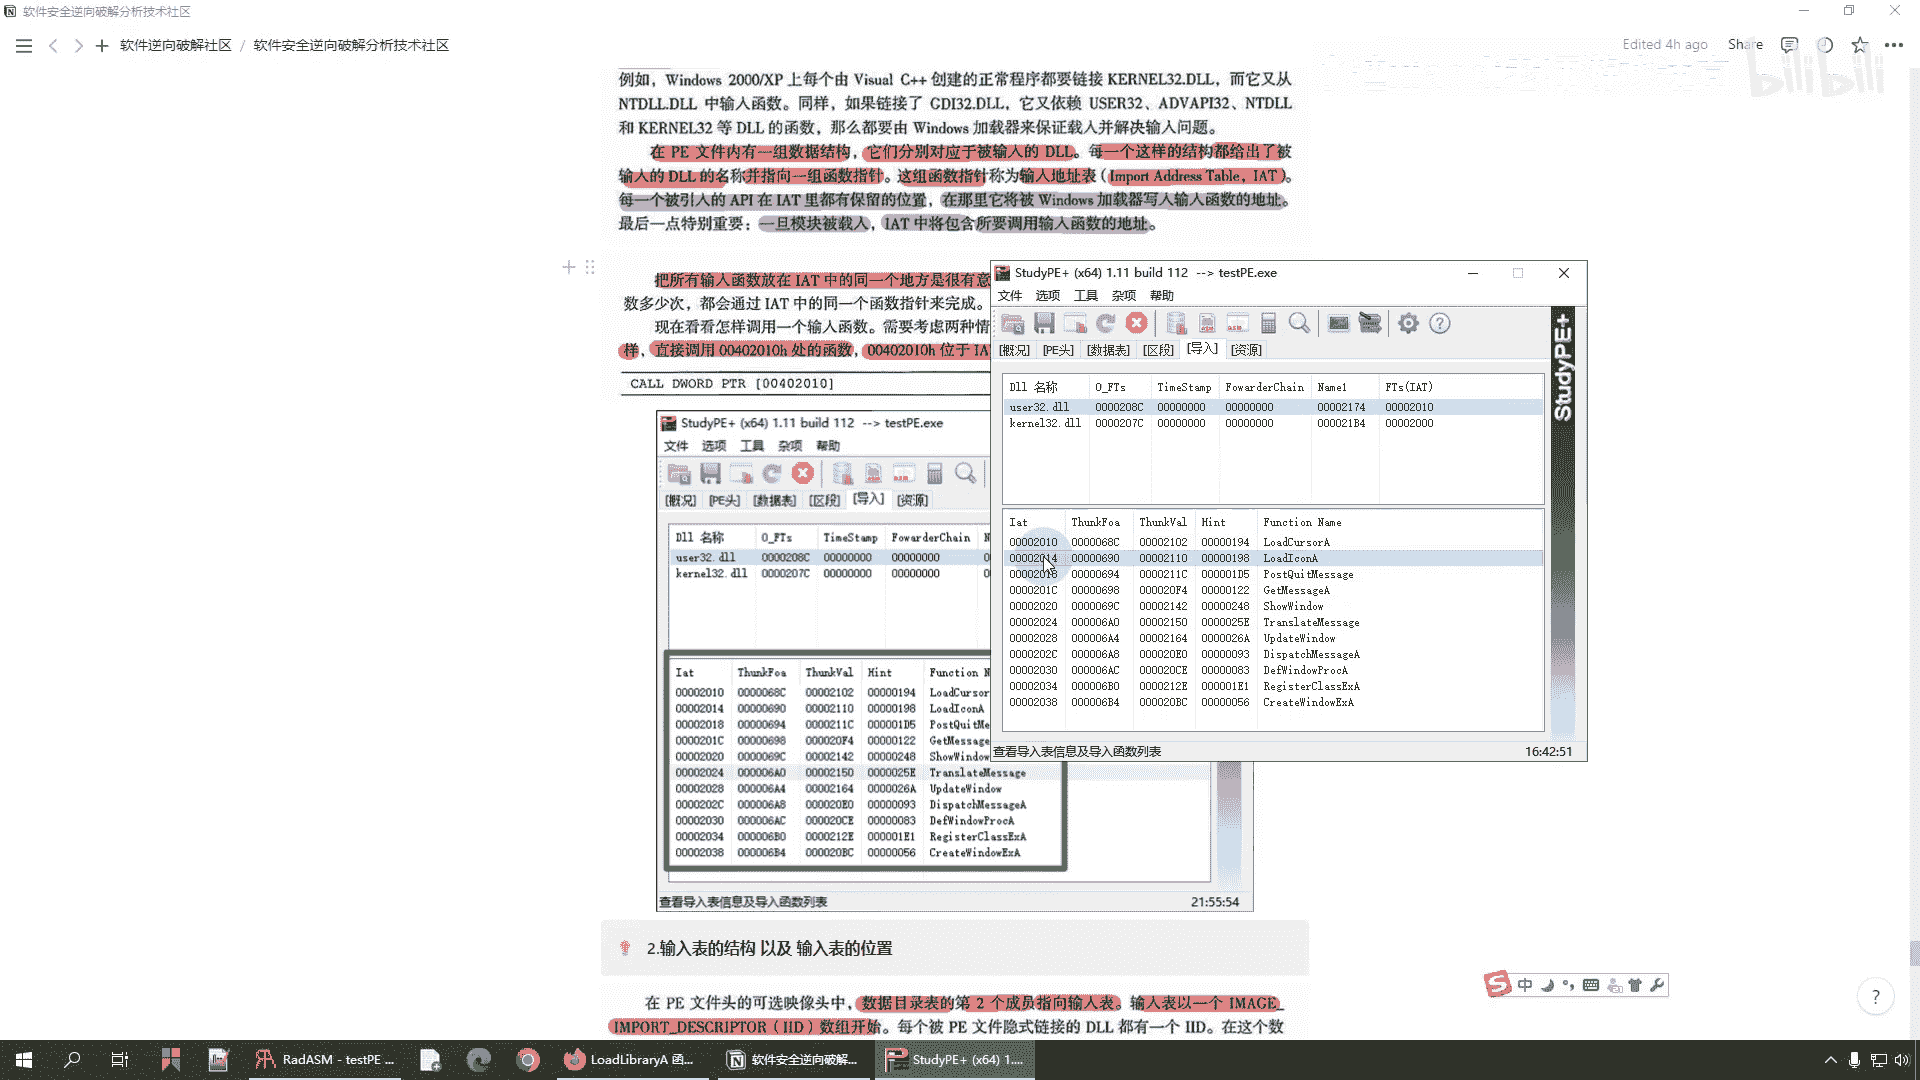 软件安全逆向破解分析技术社区
软件逆向破解社区 / 软件安全逆向破解分析技术社区
Edited 4h ago Share
bilibili
例如，Windows 2000/XP 上每个由 Visual C++ 创建的正常程序都要链接 KERNEL32.DLL，而它又从
NTDLL.DLL 中输入函数。同样，如果链接了 GDI32.DLL，它又依赖 USER32、ADVAPI32、NTDLL
和 KERNEL32 等 DLL 的函数，那么都要由 Windows 加载器来保证载入并解决输入问题。
在 PE 文件内有一组数据结构，它们分别对应于被输入的 DLL。每一个这样的结构都给出了被
输入的 DLL 的名称并指向一组函数指针。这组函数指针称为输入地址表（Import Address Table，IAT）。
每一个被引入的 API 在 IAT 里都有保留的位置，在那里它将被 Windows 加载器写入输入函数的地址。
最后一点特别重要：一旦模块被载入，IAT 中将包含所要调用输入函数的地址。
把所有输入函数放在 IAT 中的同一个地方是很有意
数多少次，都会通过 IAT 中的同一个函数指针来完成。
现在看看怎样调用一个输入函数。需要考虑两种情
样，直接调用 00402010h 处的函数，00402010h 位于 IA
CALL DWORD PTR [00402010]
StudyPE+ (x64) 1.11 build 112 --> testPE.exe
文件 选项 工具 杂项 帮助
[概况] [PE头] [数据表] [区段] [导入] [资源]
Dll 名称 O_FTs TimeStamp FowarderChain N
user32.dll 0000208C 00000000 00000000 00
kernel32.dll 0000207C 00000000 00000000 00
Iat ThunkFoa ThunkVal Hint Function N
00002010 0000068C 00002102 00000194 LoadCursor
00002014 00000690 00002110 00000198 LoadIconA
00002018 00000694 0000211C 000001D5 PostQuitMe
0000201C 00000698 000020F4 00000122 GetMessage
00002020 0000069C 00002142 00000248 ShowWindow
00002024 000006A0 00002150 0000025E TranslateMessage
00002028 000006A4 00002164 0000026A UpdateWindow
0000202C 000006A8 000020E0 00000093 DispatchMessageA
00002030 000006AC 000020CE 00000083 DefWindowProcA
00002034 000006B0 0000212E 000001E1 RegisterClassExA
00002038 000006B4 000020BC 00000056 CreateWindowExA
查看导入表信息及导入函数列表 21:55:54
StudyPE+ (x64) 1.11 build 112 --> testPE.exe
文件 选项 工具 杂项 帮助
[概况] [PE头] [数据表] [区段] [导入] [资源]
StudyPE+
Dll 名称 O_FTs TimeStamp FowarderChain Name1 FTs(IAT)
user32.dll 0000208C 00000000 00000000 00002174 00002010
kernel32.dll 0000207C 00000000 00000000 000021B4 00002000
Iat ThunkFoa ThunkVal Hint Function Name
00002010 0000068C 00002102 00000194 LoadCursorA
00002014 00000690 00002110 00000198 LoadIconA
00002018 00000694 0000211C 000001D5 PostQuitMessage
0000201C 00000698 000020F4 00000122 GetMessageA
00002020 0000069C 00002142 00000248 ShowWindow
00002024 000006A0 00002150 0000025E TranslateMessage
00002028 000006A4 00002164 0000026A UpdateWindow
0000202C 000006A8 000020E0 00000093 DispatchMessageA
00002030 000006AC 000020CE 00000083 DefWindowProcA
00002034 000006B0 0000212E 000001E1 RegisterClassExA
00002038 000006B4 000020BC 00000056 CreateWindowExA
查看导入表信息及导入函数列表 16:42:51
2.输入表的结构 以及 输入表的位置
在 PE 文件头的可选映像头中，数据目录表的第 2 个成员指向输入表。输入表以一个 IMAGE_
IMPORT_DESCRIPTOR（IID）数组开始。每个被 PE 文件隐式链接的 DLL 都有一个 IID。在这个数
S 中
?
RadASM - testPE ... LoadLibraryA 函... 软件安全逆向破解... StudyPE+ (x64) 1....